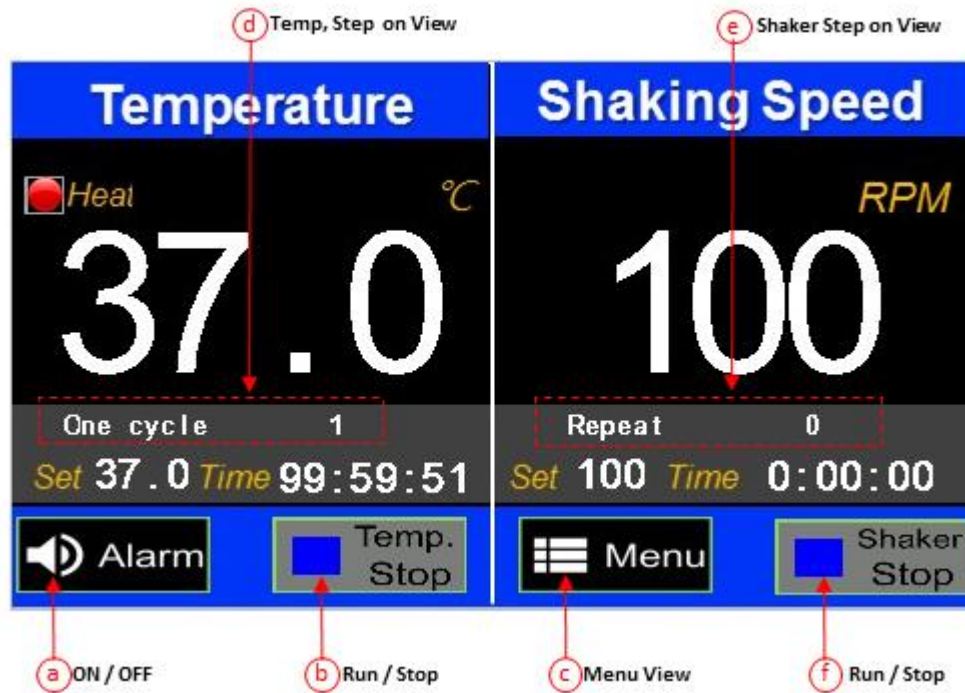 d Temp, Step on View
e Shaker Step on View
Temperature
Shaking Speed
Heat ℃
RPM
37.0
100
One cycle 1
Repeat 0
Set 37.0 Time 99:59:51
Set 100 Time 0:00:00
Alarm
Temp.
Stop
Menu
Shaker
Stop
a ON / OFF
b Run / Stop
c Menu View
f Run / Stop